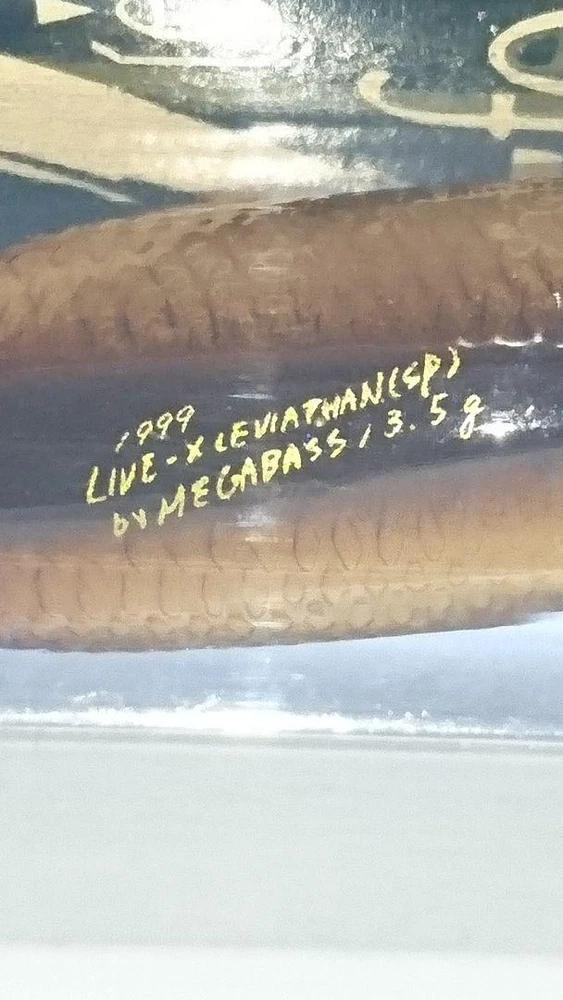 1999
LIVE-X LEVIATHAN(SP)
by MEGABASS, 3.5g